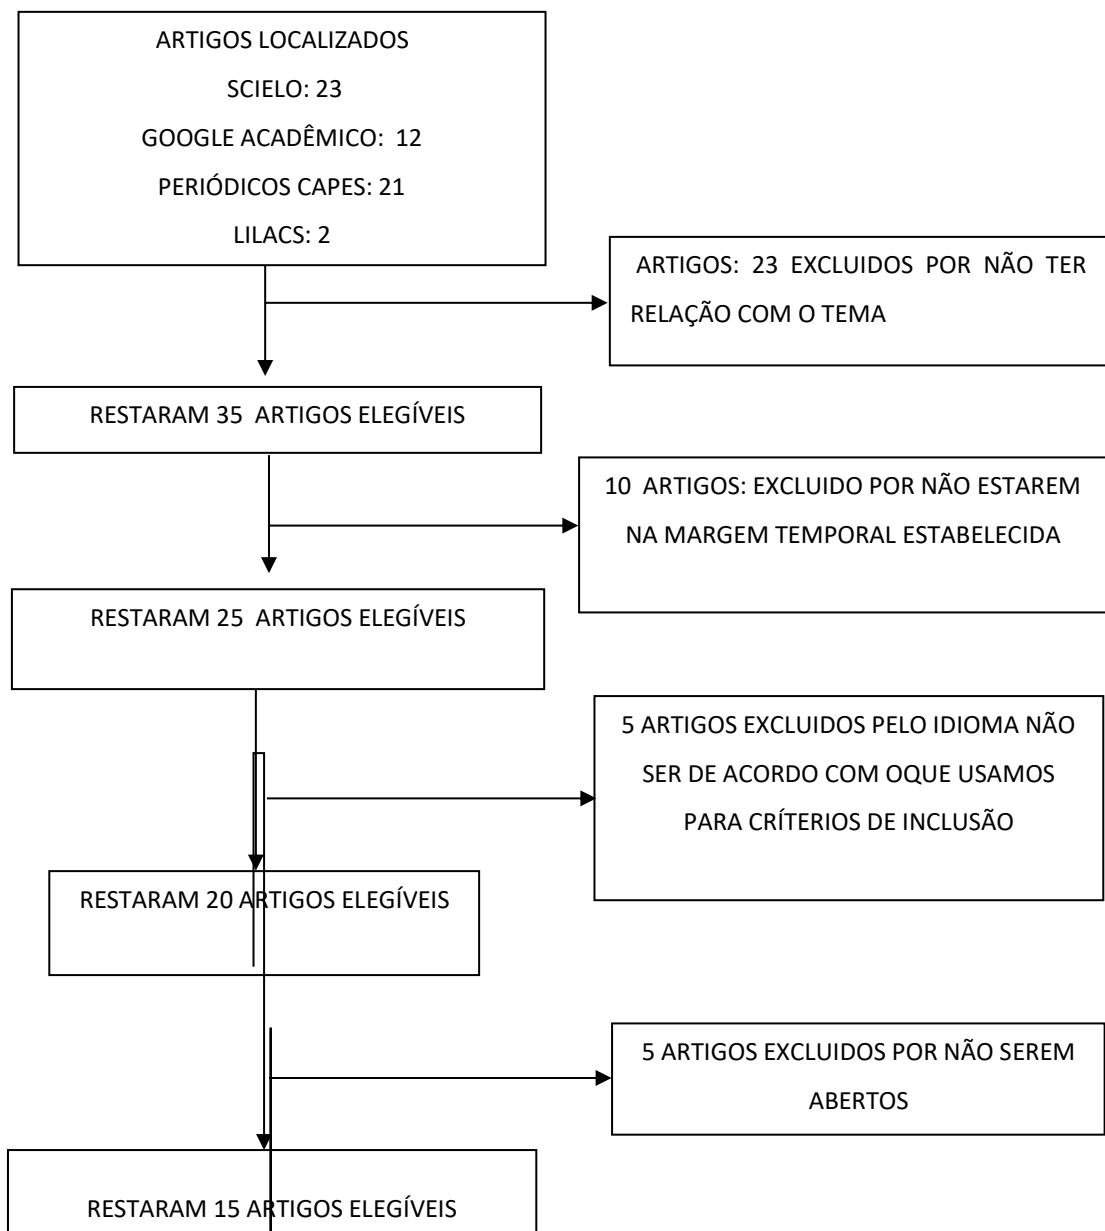 ARTIGOS LOCALIZADOS
SCIELO: 23
GOOGLE ACADÊMICO: 12
PERIÓDICOS CAPES: 21
LILACS: 2
ARTIGOS: 23 EXCLUIDOS POR NÃO TER
RELAÇÃO COM O TEMA
RESTARAM 35 ARTIGOS ELEGÍVEIS
10 ARTIGOS: EXCLUIDO POR NÃO ESTAREM
NA MARGEM TEMPORAL ESTABELECIDA
RESTARAM 25 ARTIGOS ELEGÍVEIS
5 ARTIGOS EXCLUIDOS PELO IDIOMA NÃO
SER DE ACORDO COM OQUE USAMOS
PARA CRÍTERIOS DE INCLUSÃO
RESTARAM 20 ARTIGOS ELEGÍVEIS
5 ARTIGOS EXCLUIDOS POR NÃO SEREM
ABERTOS
RESTARAM 15 ARTIGOS ELEGÍVEIS